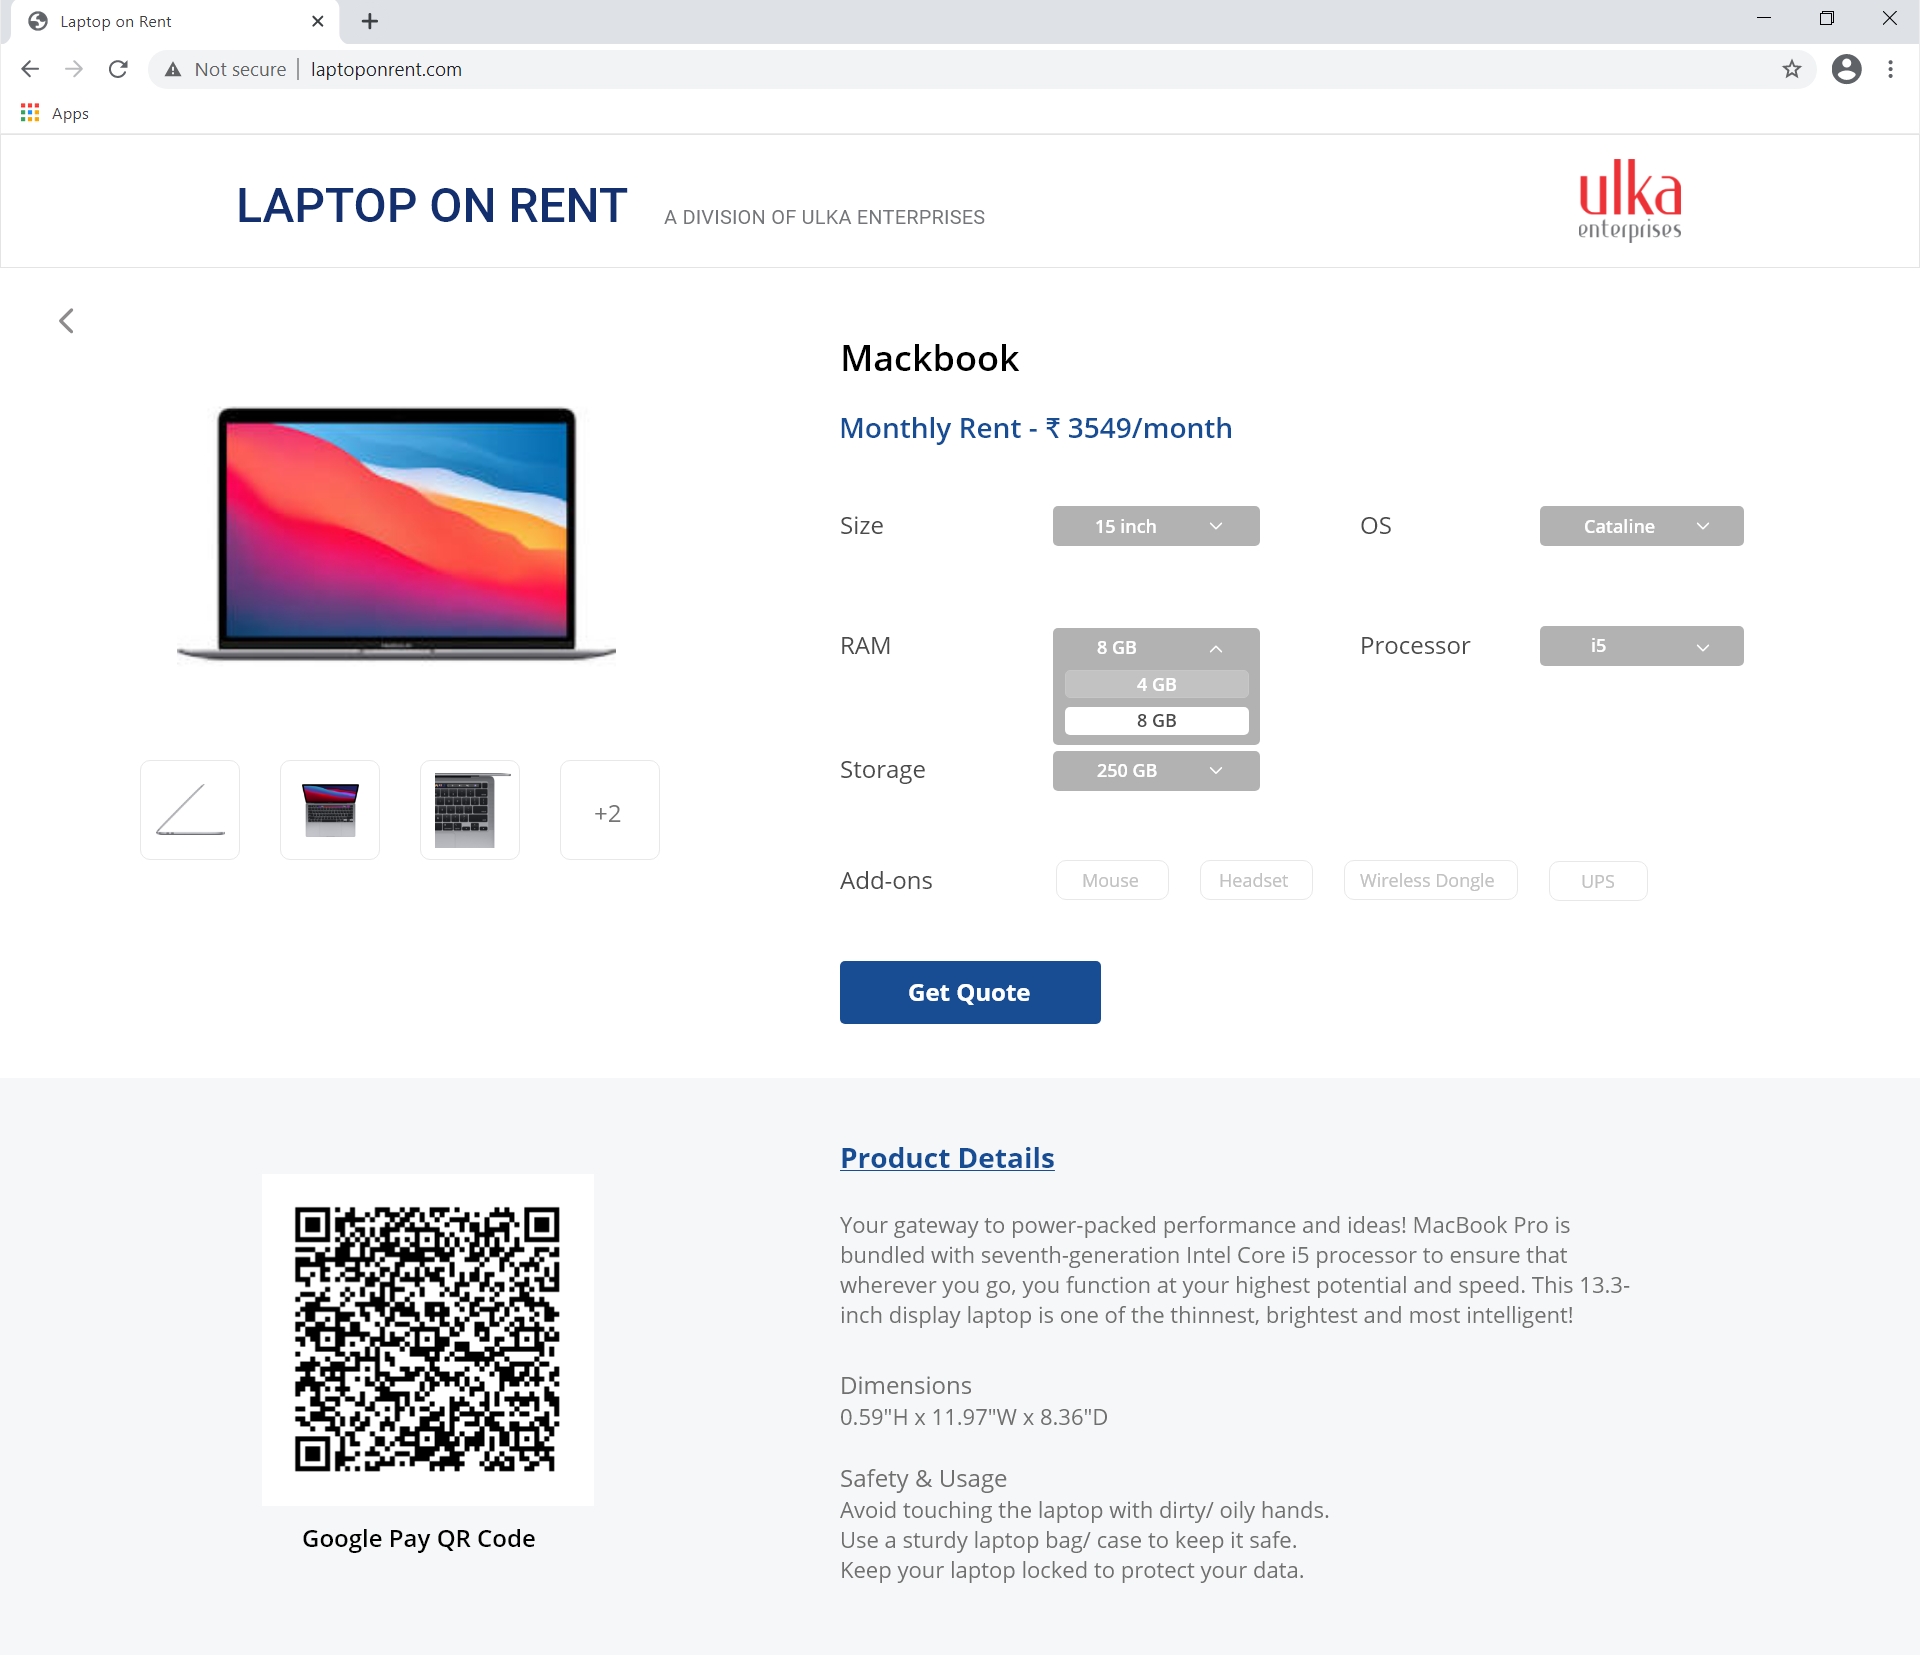 Laptop on Rent
Not secure | laptoponrent.com
Apps
LAPTOP ON RENT A DIVISION OF ULKA ENTERPRISES
ulka
enterprises
Mackbook
Monthly Rent - ₹ 3549/month
Size 15 inch OS Cataline
RAM 8 GB Processor i5
4 GB
8 GB
Storage 250 GB
+2
Add-ons Mouse Headset Wireless Dongle UPS
Get Quote
Product Details
Your gateway to power-packed performance and ideas! MacBook Pro is
bundled with seventh-generation Intel Core i5 processor to ensure that
wherever you go, you function at your highest potential and speed. This 13.3-
inch display laptop is one of the thinnest, brightest and most intelligent!
Dimensions
0.59"H x 11.97"W x 8.36"D
Safety & Usage
Avoid touching the laptop with dirty/ oily hands.
Use a sturdy laptop bag/ case to keep it safe.
Keep your laptop locked to protect your data.
Google Pay QR Code